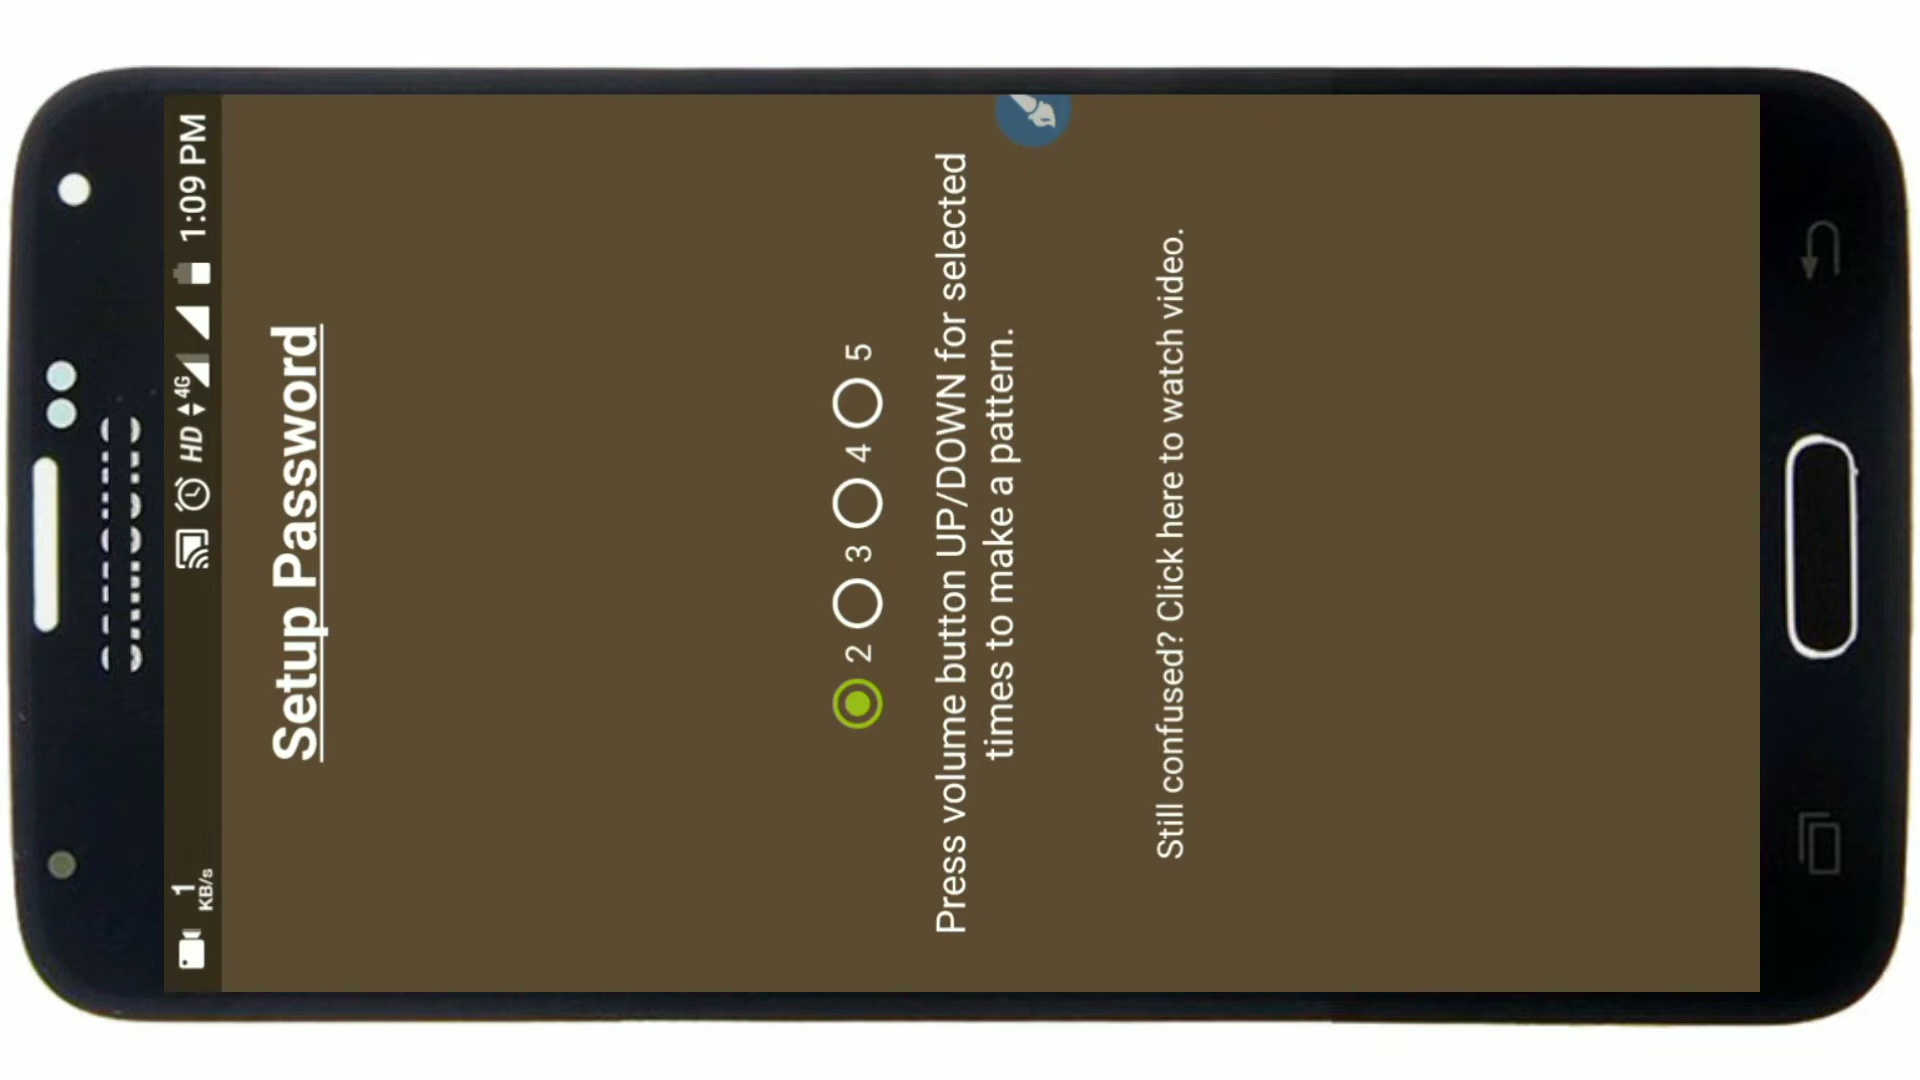 1
KB/s
HD
4G
1:09 PM
Setup Password
2
3
4
5
Press volume button UP/DOWN for selected
times to make a pattern.
Still confused? Click here to watch video.